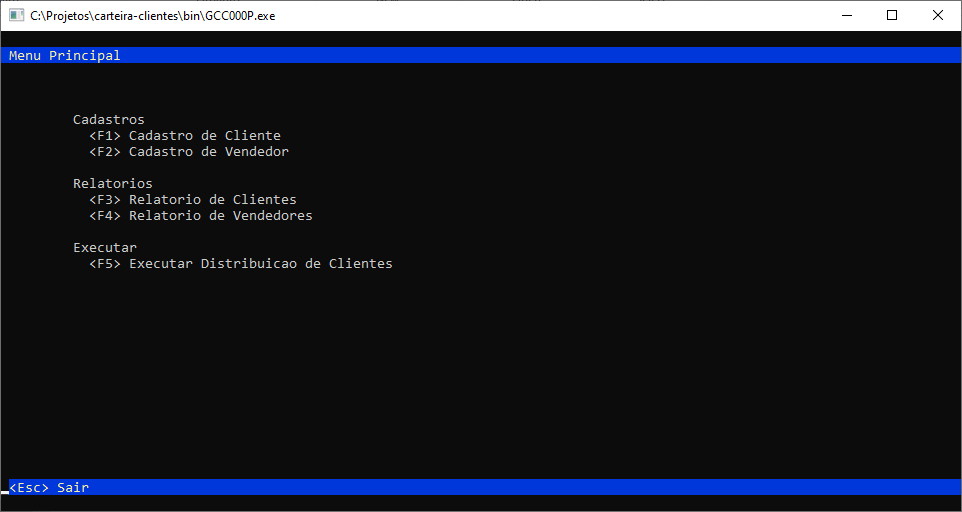 C:\Projetos\carteira-clientes\bin\GCC000P.exe
Menu Principal
Cadastros
<F1> Cadastro de Cliente
<F2> Cadastro de Vendedor
Relatorios
<F3> Relatorio de Clientes
<F4> Relatorio de Vendedores
Executar
<F5> Executar Distribuicao de Clientes
<Esc> Sair